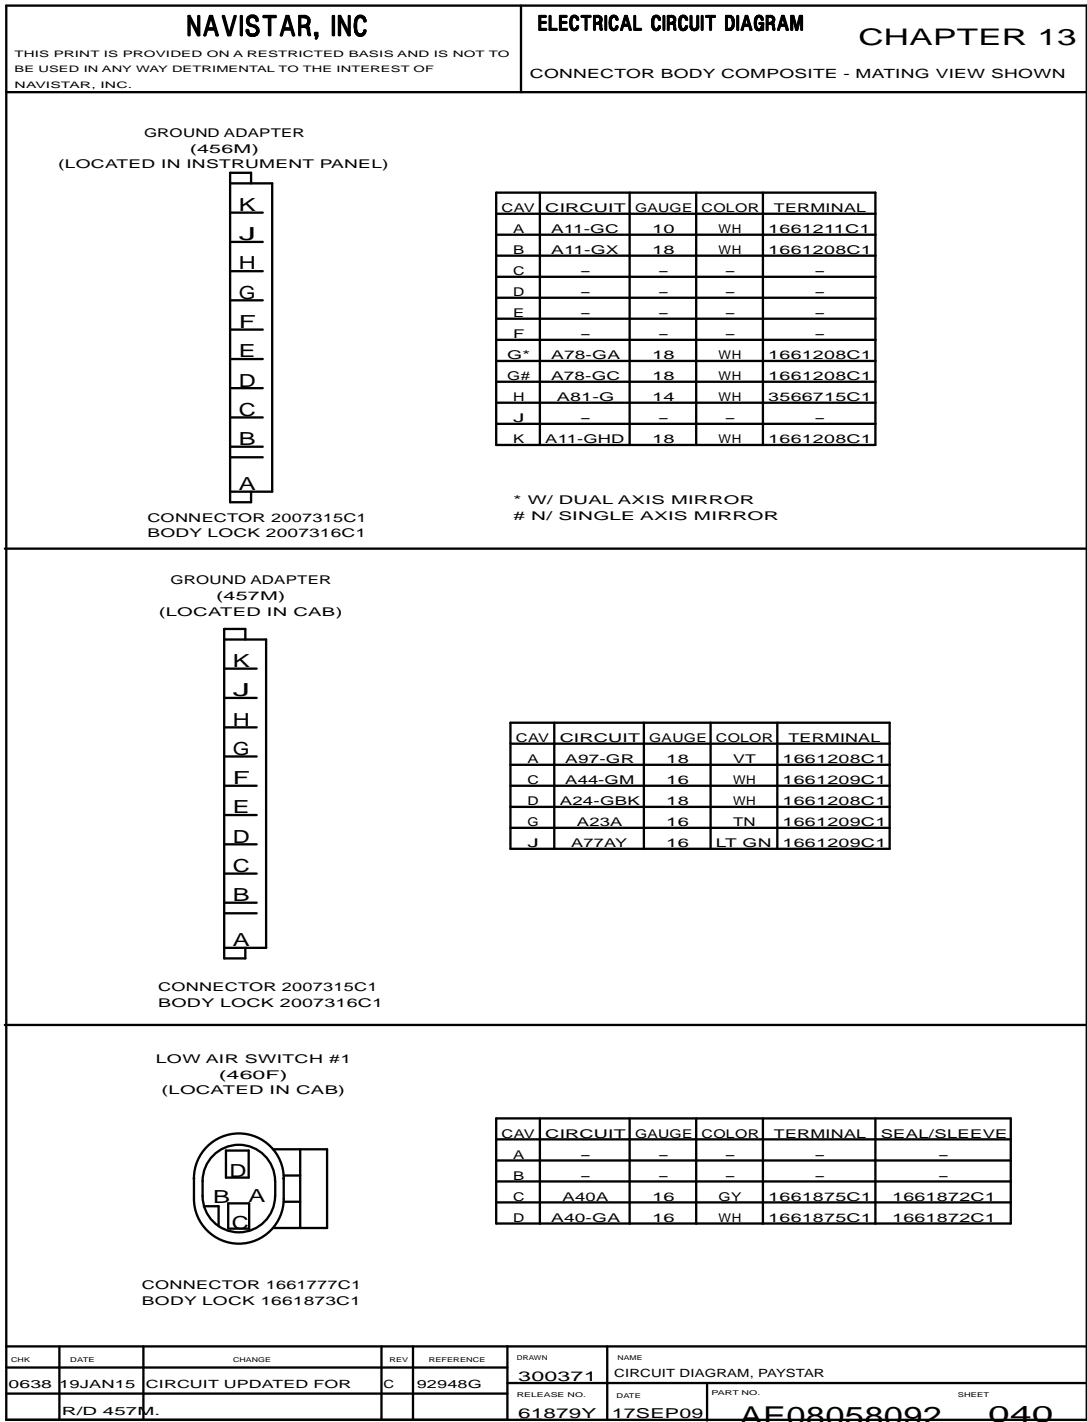 NAVISTAR, INC
THIS PRINT IS PROVIDED ON A RESTRICTED BASIS AND IS NOT TO
BE USED IN ANY WAY DETRIMENTAL TO THE INTEREST OF
NAVISTAR, INC.
ELECTRICAL CIRCUIT DIAGRAM
CHAPTER 13
CONNECTOR BODY COMPOSITE - MATING VIEW SHOWN
GROUND ADAPTER
(456M)
(LOCATED IN INSTRUMENT PANEL)
K
J
H
G
F
E
D
C
B
A
CONNECTOR 2007315C1
BODY LOCK 2007316C1
CAV CIRCUIT GAUGE COLOR TERMINAL
A A11-GC 10 WH 1661211C1
B A11-GX 18 WH 1661208C1
C – – – –
D – – – –
E – – – –
F – – – –
G* A78-GA 18 WH 1661208C1
G# A78-GC 18 WH 1661208C1
H A81-G 14 WH 3566715C1
J – – – –
K A11-GHD 18 WH 1661208C1
* W/ DUAL AXIS MIRROR
# N/ SINGLE AXIS MIRROR
GROUND ADAPTER
(457M)
(LOCATED IN CAB)
K
J
H
G
F
E
D
C
B
A
CONNECTOR 2007315C1
BODY LOCK 2007316C1
CAV CIRCUIT GAUGE COLOR TERMINAL
A A97-GR 18 VT 1661208C1
C A44-GM 16 WH 1661209C1
D A24-GBK 18 WH 1661208C1
G A23A 16 TN 1661209C1
J A77AY 16 LT GN 1661209C1
LOW AIR SWITCH #1
(460F)
(LOCATED IN CAB)
D
B A
C
CONNECTOR 1661777C1
BODY LOCK 1661873C1
CAV CIRCUIT GAUGE COLOR TERMINAL SEAL/SLEEVE
A – – – – –
B – – – – –
C A40A 16 GY 1661875C1 1661872C1
D A40-GA 16 WH 1661875C1 1661872C1
CHK DATE CHANGE REV REFERENCE
0638 19JAN15 CIRCUIT UPDATED FOR C 92948G
R/D 457M.
DRAWN
300371
NAME
CIRCUIT DIAGRAM, PAYSTAR
RELEASE NO.
61879Y
DATE
17SEP09
PART NO.
AE08058092
SHEET
040